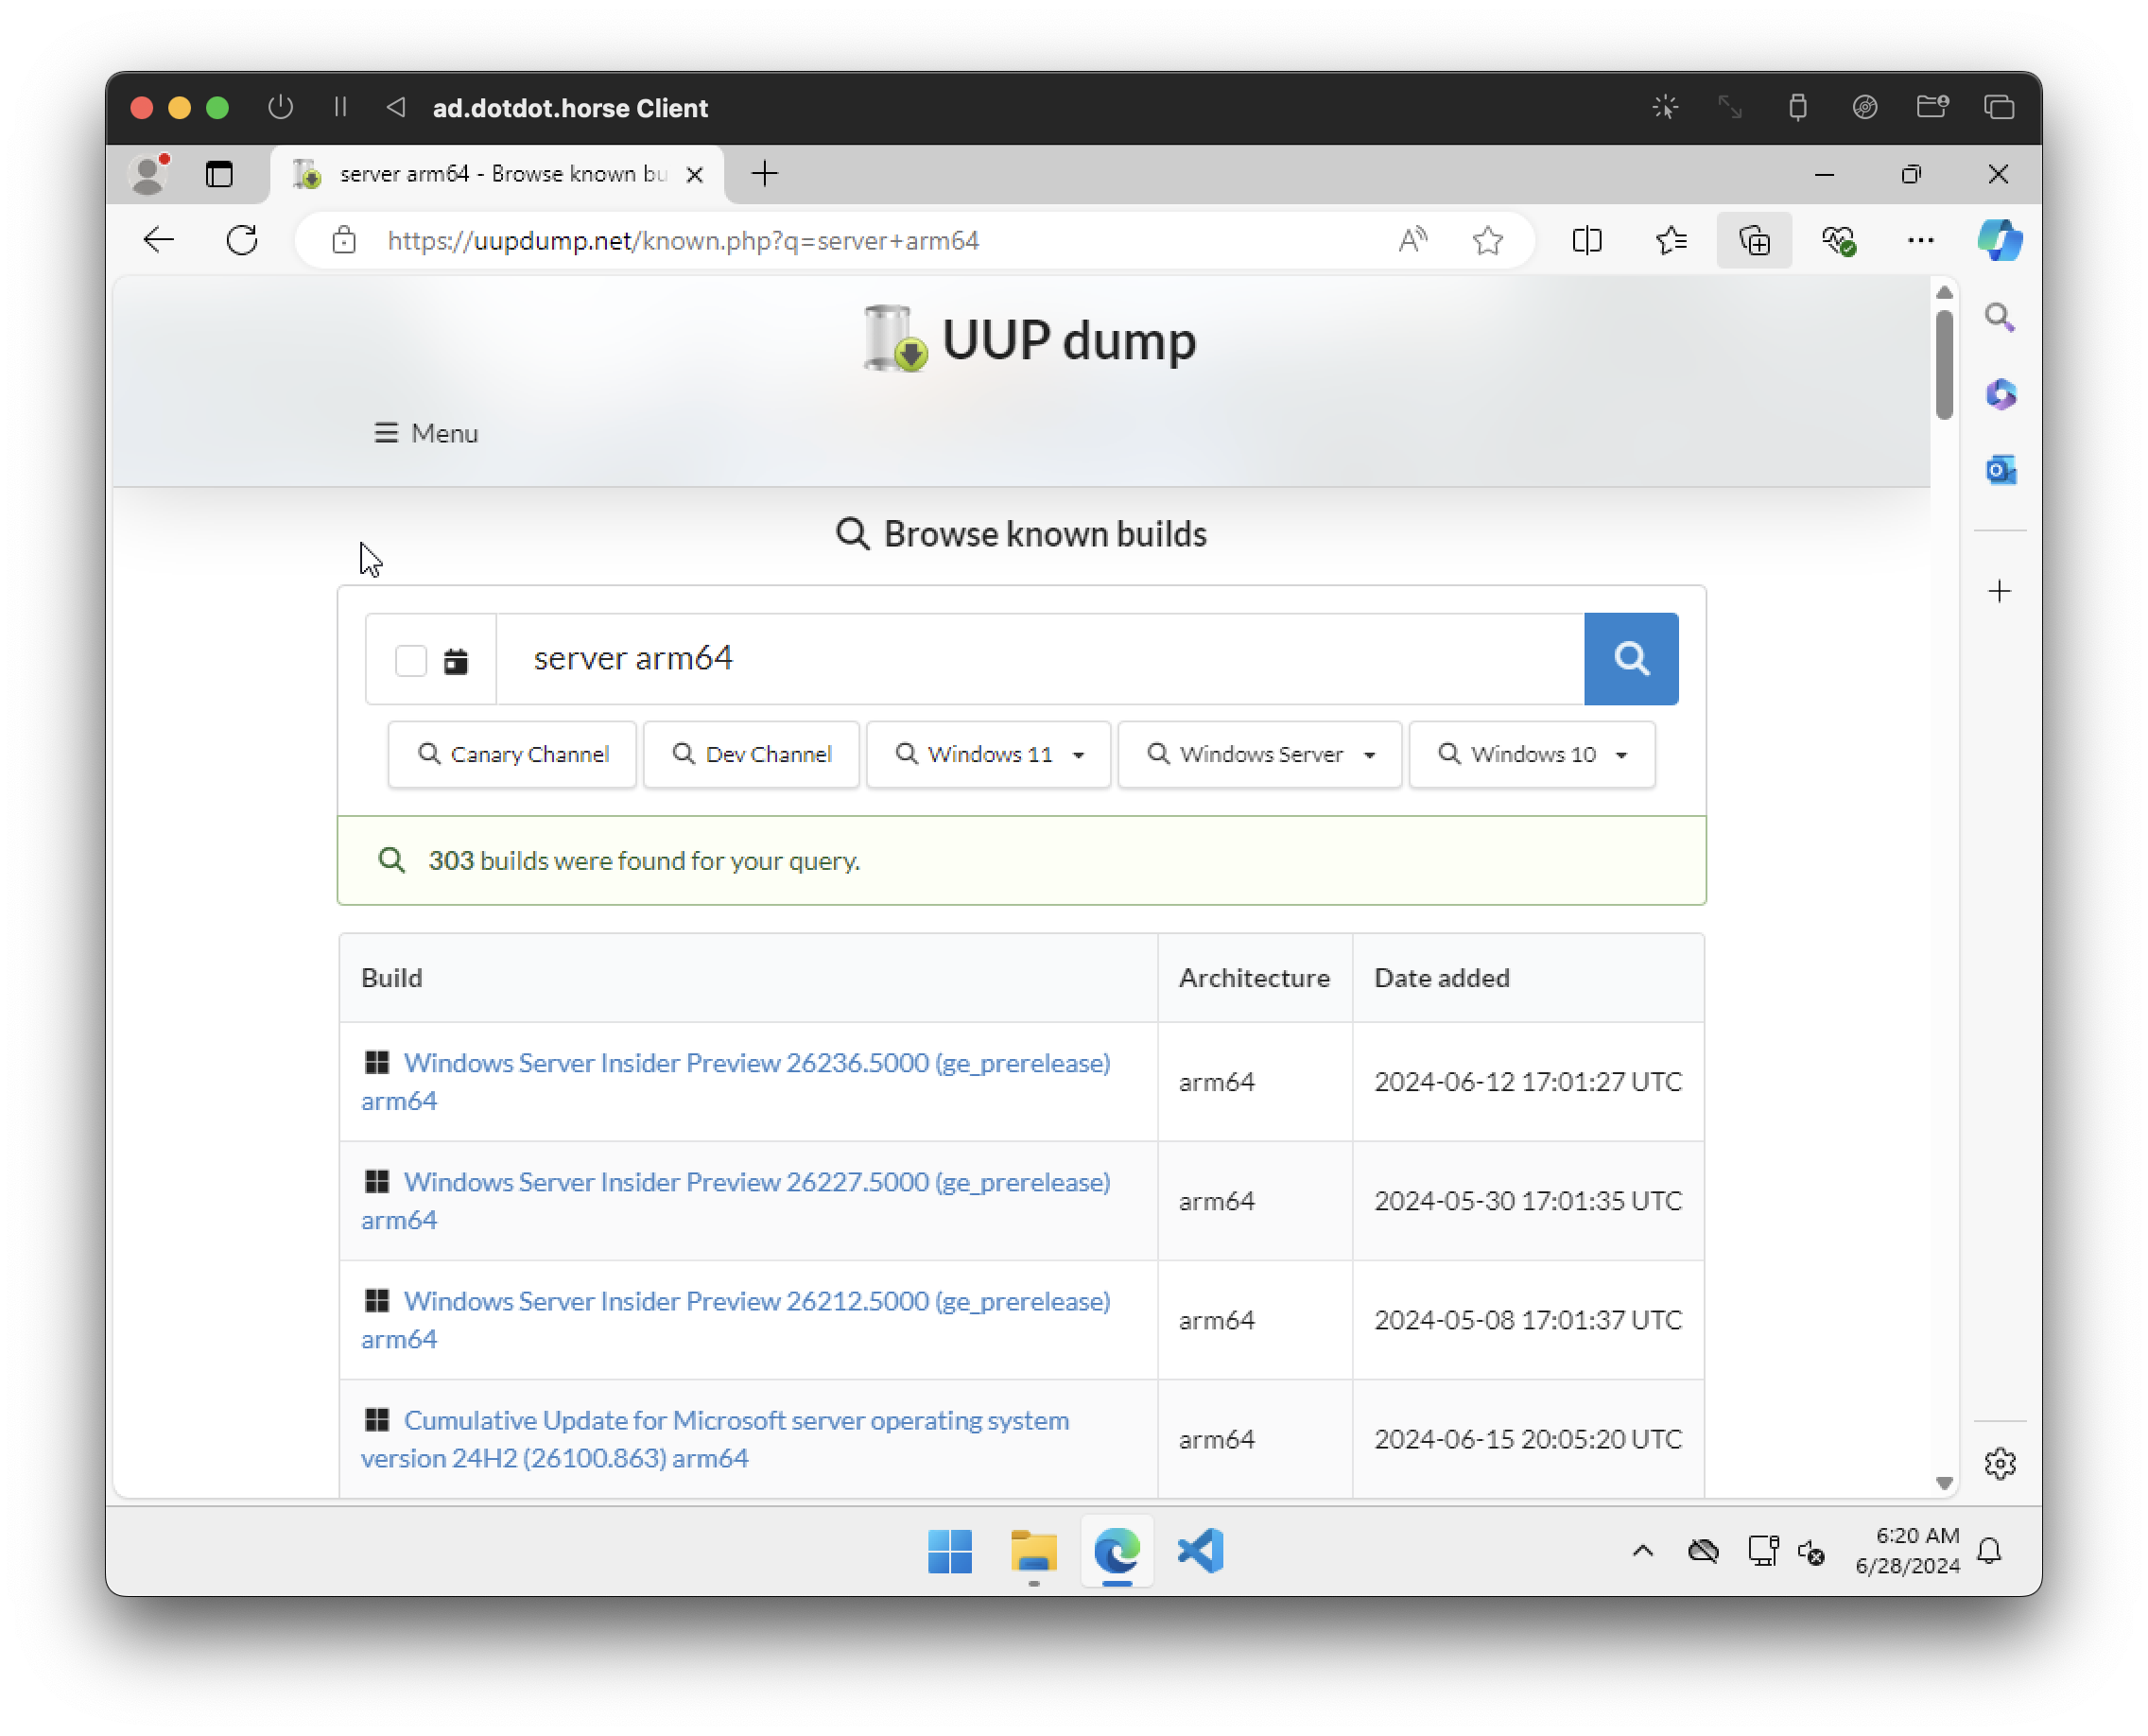 ad.dotdot.horse Client
server arm64 - Browse known bu
https://uupdump.net/known.php?q=server+arm64
UUP dump
Menu
Browse known builds
server arm64
Canary Channel
Dev Channel
Windows 11
Windows Server
Windows 10
303 builds were found for your query.
Build
Architecture
Date added
Windows Server Insider Preview 26236.5000 (ge_prerelease)
arm64
arm64
2024-06-12 17:01:27 UTC
Windows Server Insider Preview 26227.5000 (ge_prerelease)
arm64
arm64
2024-05-30 17:01:35 UTC
Windows Server Insider Preview 26212.5000 (ge_prerelease)
arm64
arm64
2024-05-08 17:01:37 UTC
Cumulative Update for Microsoft server operating system
version 24H2 (26100.863) arm64
arm64
2024-06-15 20:05:20 UTC
6:20 AM
6/28/2024